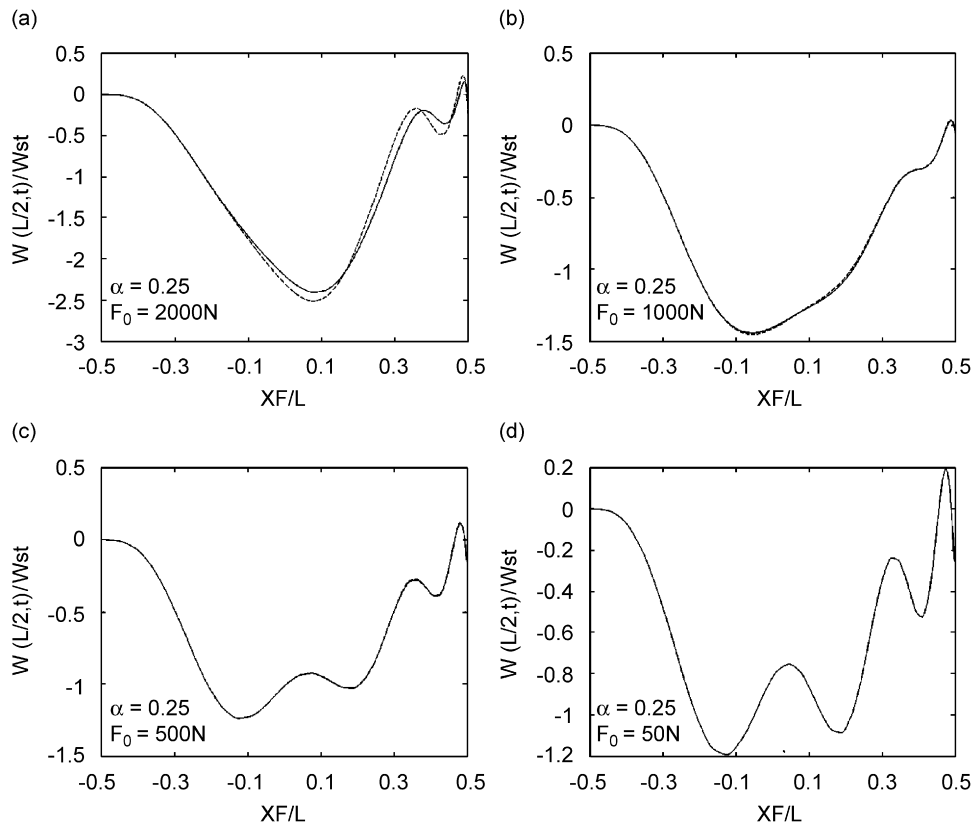 (a)
0.5
0
-0.5
-1
-1.5
-2
-2.5
-3
W (L/2,t)/Wst
α = 0.25
F₀ = 2000N
-0.5 -0.3 -0.1 0.1 0.3 0.5
XF/L
(b)
0.5
0
-0.5
-1
-1.5
W (L/2,t)/Wst
α = 0.25
F₀ = 1000N
-0.5 -0.3 -0.1 0.1 0.3 0.5
XF/L
(c)
0.5
0
-0.5
-1
-1.5
W (L/2,t)/Wst
α = 0.25
F₀ = 500N
-0.5 -0.3 -0.1 0.1 0.3 0.5
XF/L
(d)
0.2
0
-0.2
-0.4
-0.6
-0.8
-1
-1.2
W (L/2,t)/Wst
α = 0.25
F₀ = 50N
-0.5 -0.3 -0.1 0.1 0.3 0.5
XF/L